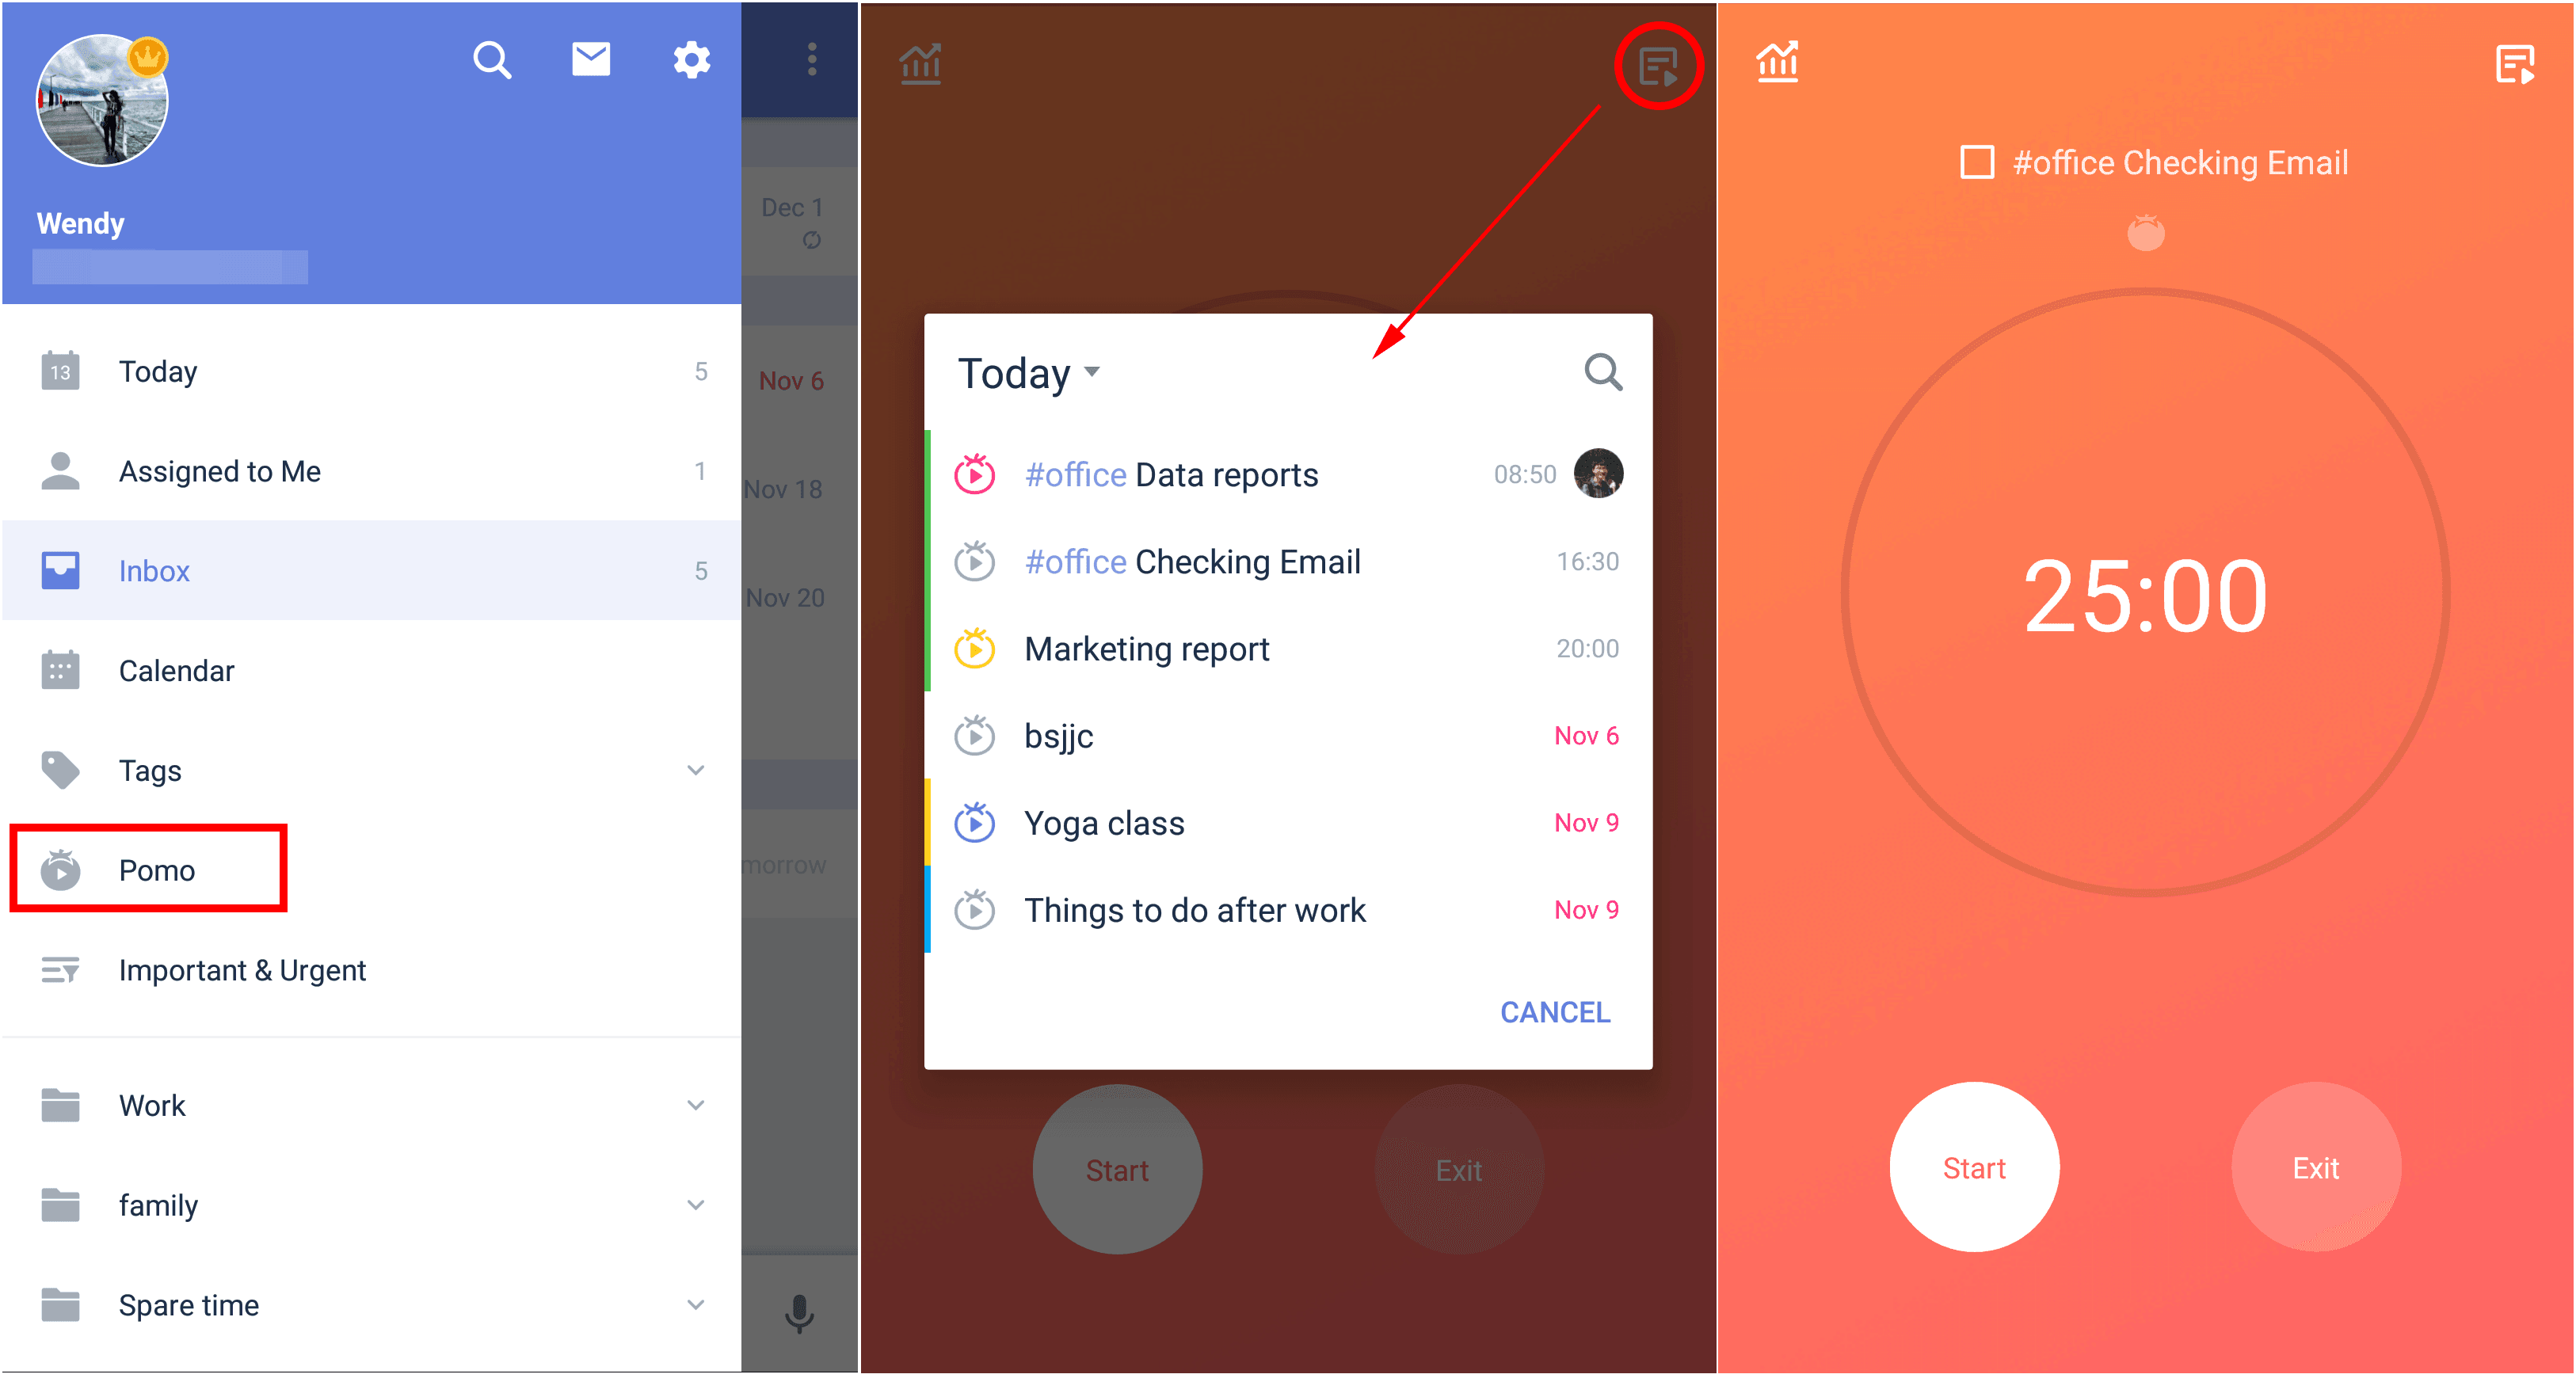 Wendy
13
Today
5
Assigned to Me
1
Inbox
5
Calendar
Tags
Pomo
Important & Urgent
Work
family
Spare time
Dec 1
Nov 6
Nov 18
Nov 20
morrow
Today
#office Data reports
08:50
#office Checking Email
16:30
Marketing report
20:00
bsjjc
Nov 6
Yoga class
Nov 9
Things to do after work
Nov 9
CANCEL
Start
Exit
#office Checking Email
25:00
Start
Exit